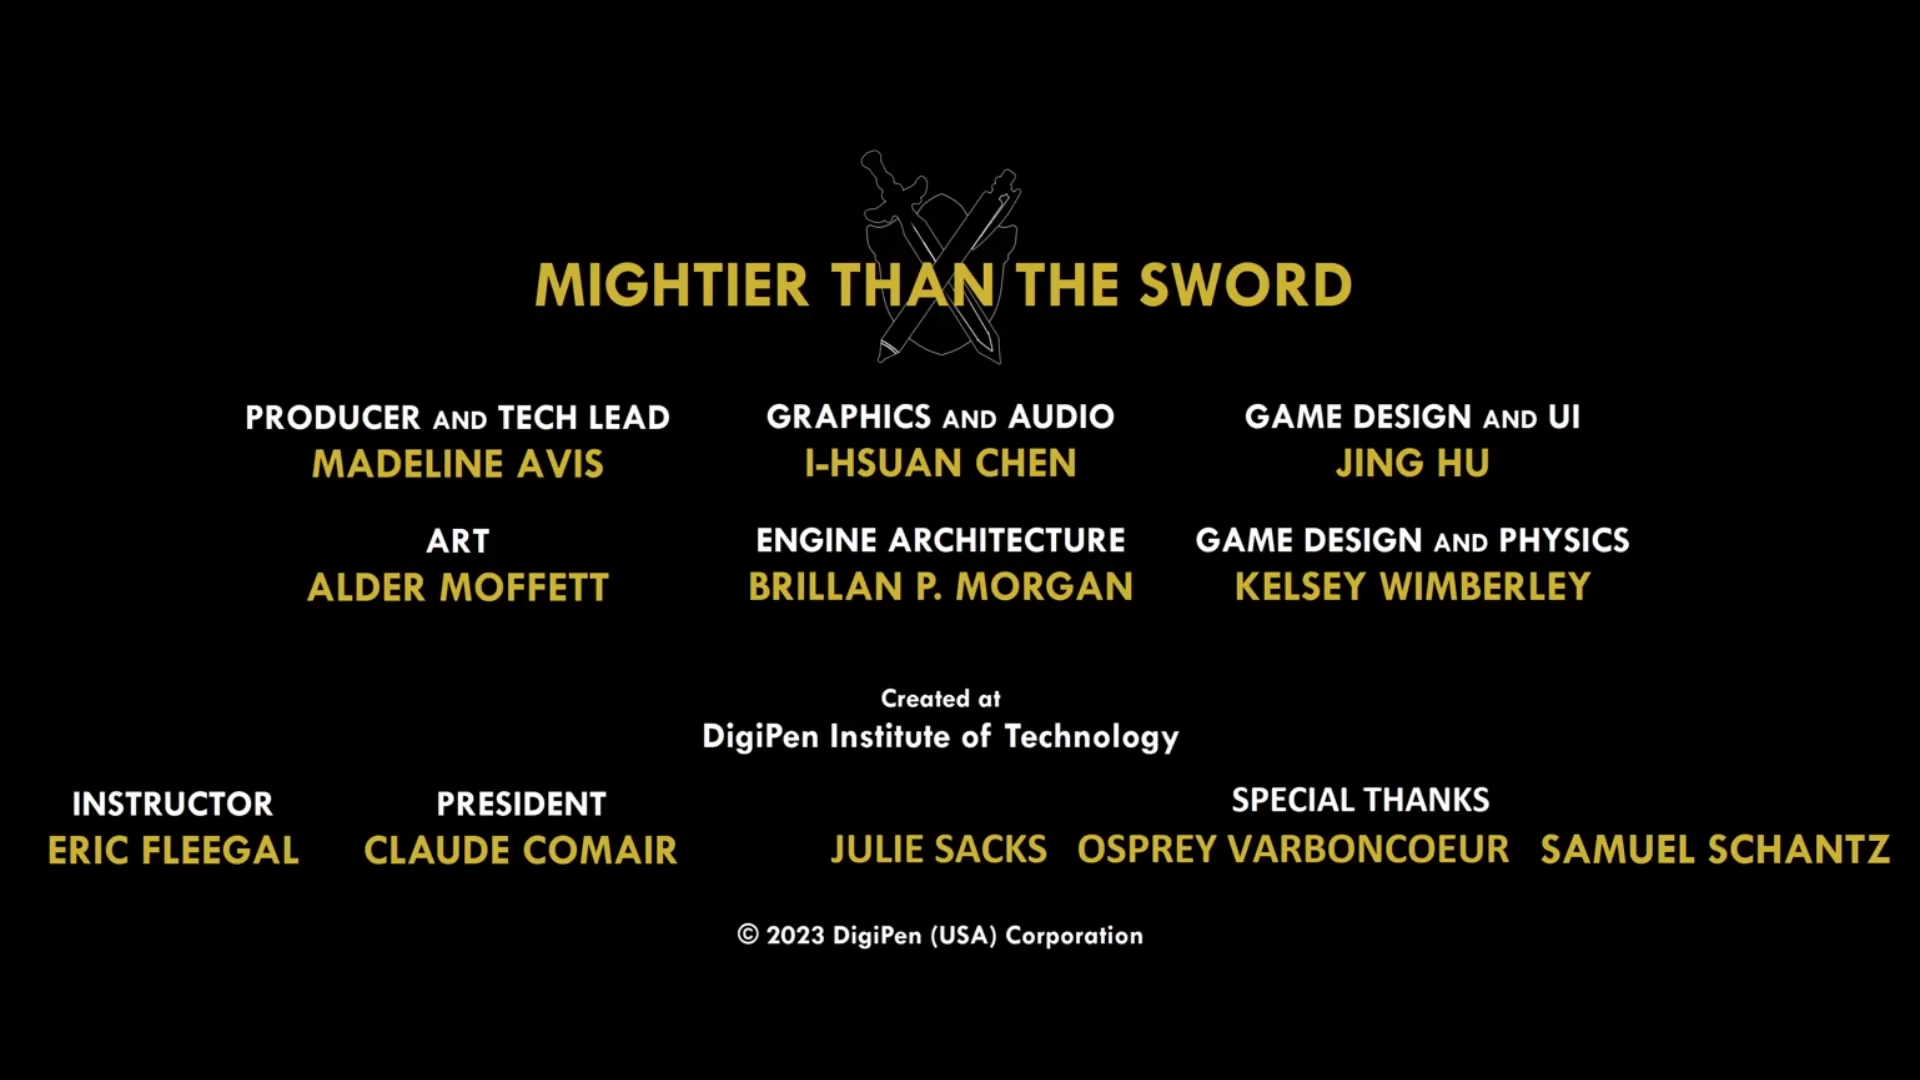 MIGHTIER THAN THE SWORD
PRODUCER AND TECH LEAD
MADELINE AVIS
GRAPHICS AND AUDIO
I-HSUAN CHEN
GAME DESIGN AND UI
JING HU
ART
ALDER MOFFETT
ENGINE ARCHITECTURE
BRILLAN P. MORGAN
GAME DESIGN AND PHYSICS
KELSEY WIMBERLEY
Created at
DigiPen Institute of Technology
INSTRUCTOR
ERIC FLEEGAL
PRESIDENT
CLAUDE COMAIR
SPECIAL THANKS
JULIE SACKS OSPREY VARBONCOEUR SAMUEL SCHANTZ
© 2023 DigiPen (USA) Corporation